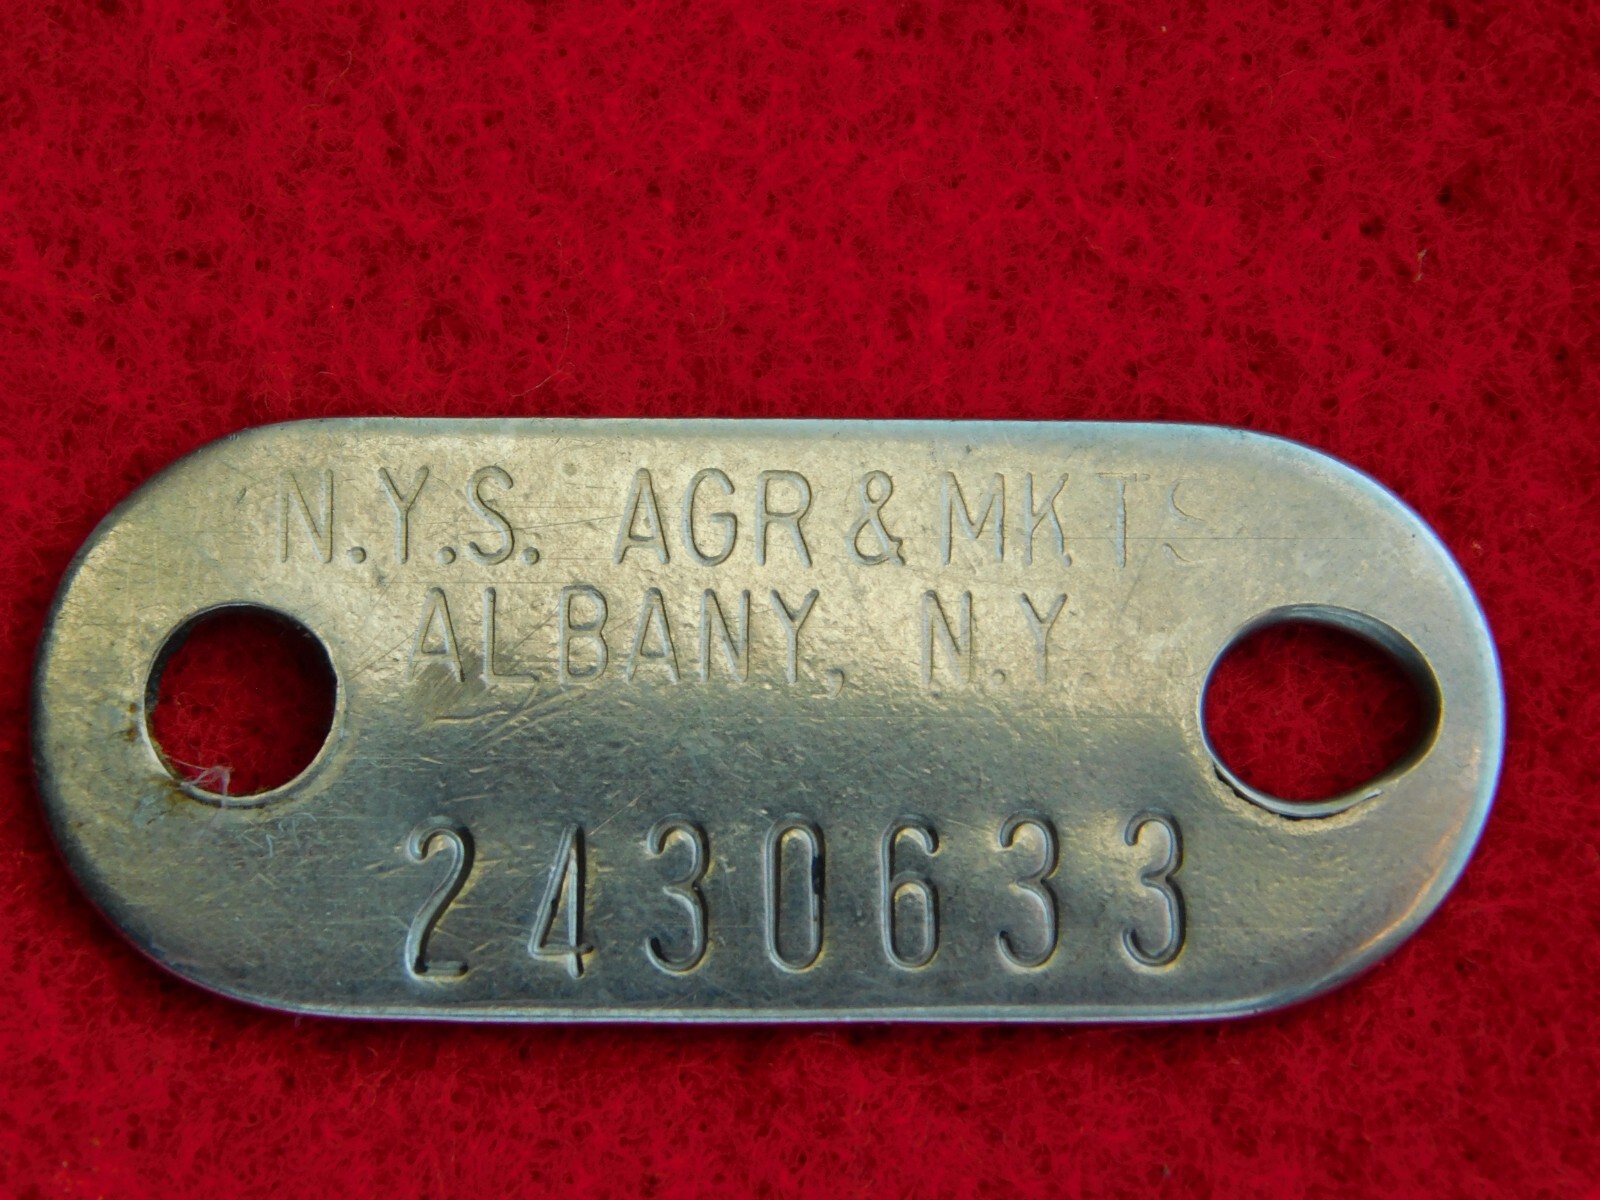 N.Y.S. AGR & MKTS
ALBANY, N.Y.
2430633